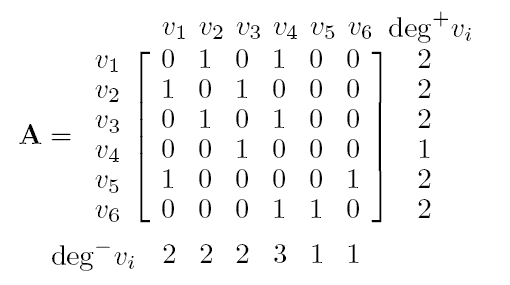 v₁ v₂ v₃ v₄ v₅ v₆ deg⁺vᵢ
v₁ 0 1 0 1 0 0 2
v₂ 1 0 1 0 0 0 2
v₃ 0 1 0 1 0 0 2
A =
v₄ 0 0 1 0 0 0 1
v₅ 1 0 0 0 0 1 2
v₆ 0 0 0 1 1 0 2
deg⁻vᵢ 2 2 2 3 1 1